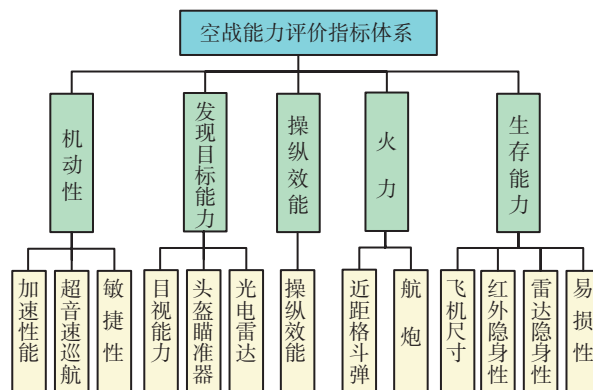 空战能力评价指标体系
机动性
发现目标能力
操纵效能
火力
生存能力
加速性能
超音速巡航
敏捷性
目视能力
头盔瞄准器
光电雷达
操纵效能
近距格斗弹
航炮
飞机尺寸
红外隐身性
雷达隐身性
易损性